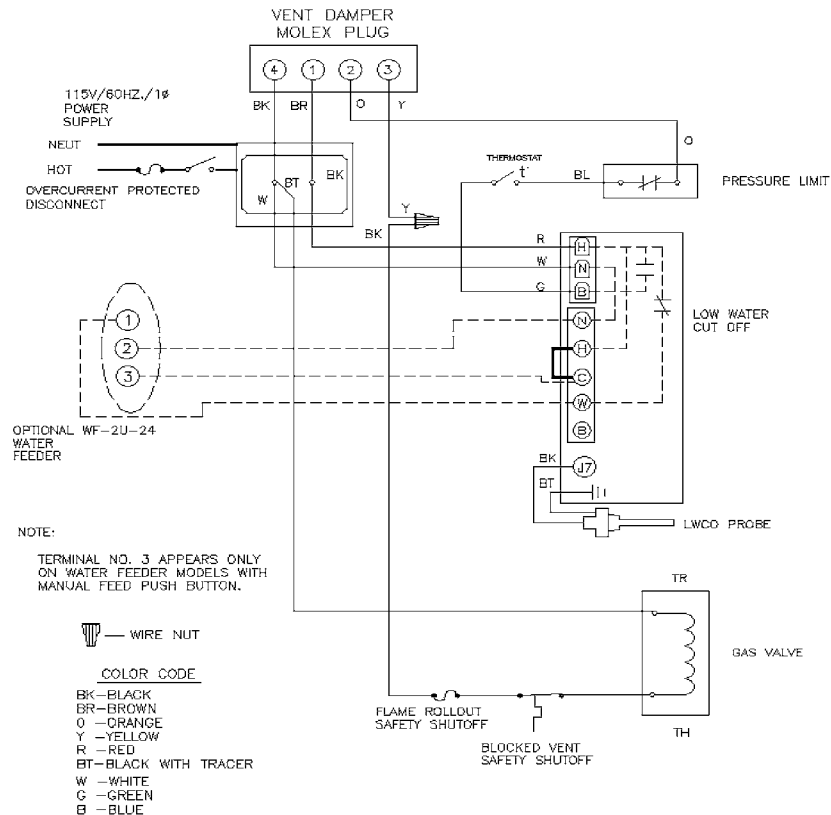 VENT DAMPER
MOLEX PLUG
4 1 2 3
BK BR O Y
115V/60HZ./1ø
POWER
SUPPLY
NEUT
HOT
OVERCURRENT PROTECTED
DISCONNECT
BT BK
W
O
THERMOSTAT
t°
BL
PRESSURE LIMIT
Y
BK
R H
W N
G B
N
H
C
W
B
LOW WATER
CUT OFF
1
2
3
OPTIONAL WF-2U-24
WATER
FEEDER
BK J7
BT
LWCO PROBE
NOTE:
TERMINAL NO. 3 APPEARS ONLY
ON WATER FEEDER MODELS WITH
MANUAL FEED PUSH BUTTON.
— WIRE NUT
COLOR CODE
BK-BLACK
BR-BROWN
O -ORANGE
Y -YELLOW
R -RED
BT-BLACK WITH TRACER
W -WHITE
G -GREEN
B -BLUE
TR
GAS VALVE
TH
FLAME ROLLOUT
SAFETY SHUTOFF
BLOCKED VENT
SAFETY SHUTOFF